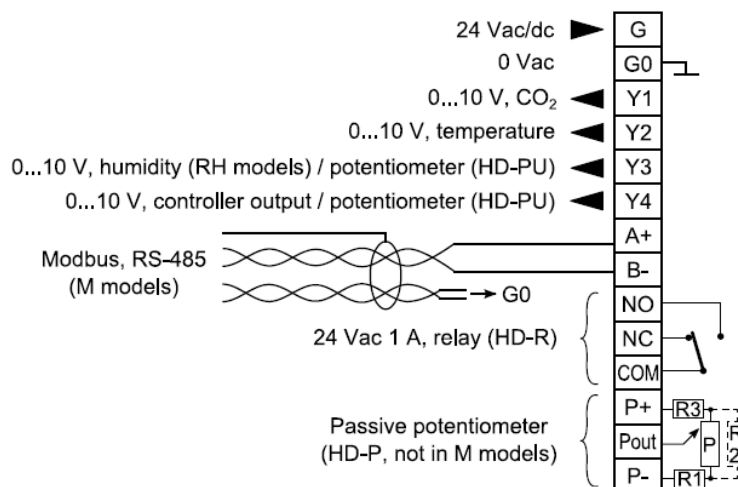 24 Vac/dc G
0 Vac G0
0...10 V, CO₂ Y1
0...10 V, temperature Y2
0...10 V, humidity (RH models) / potentiometer (HD-PU) Y3
0...10 V, controller output / potentiometer (HD-PU) Y4
A+
Modbus, RS-485
(M models)
B-
G0
NO
24 Vac 1 A, relay (HD-R) NC
COM
P+ R3
Passive potentiometer
(HD-P, not in M models)
Pout P
P- R1